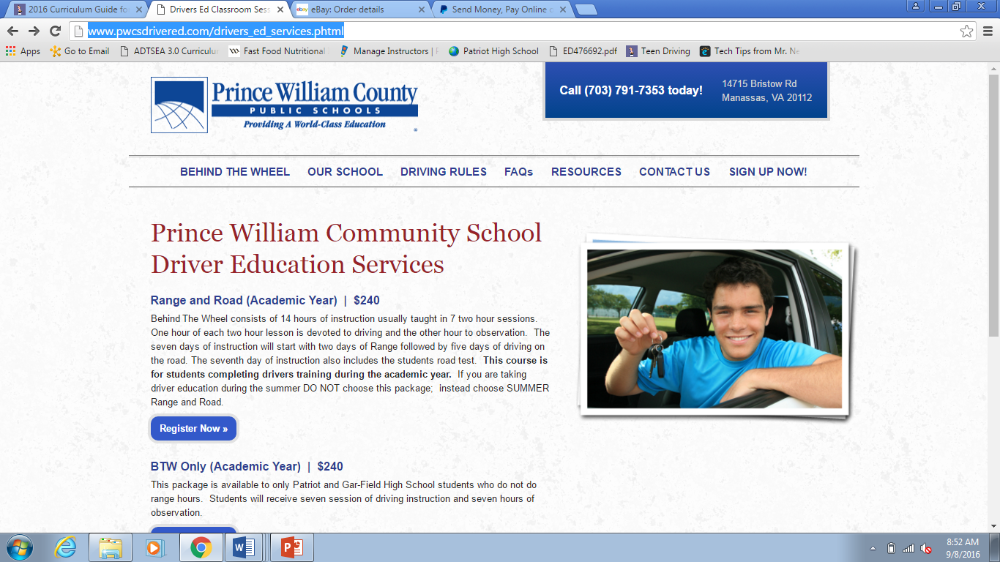 2016 Curriculum Guide fo
Drivers Ed Classroom Ses
eBay: Order details
Send Money, Pay Online o
www.pwcsdrivered.com/drivers_ed_services.phtml
Apps
Go to Email
ADTSEA 3.0 Curriculu
Fast Food Nutritional
Manage Instructors | P
Patriot High School
ED476692.pdf
Teen Driving
Tech Tips from Mr. Ne
Prince William County
PUBLIC SCHOOLS
Providing A World-Class Education
Call (703) 791-7353 today!
14715 Bristow Rd
Manassas, VA 20112
BEHIND THE WHEEL OUR SCHOOL DRIVING RULES FAQs RESOURCES CONTACT US SIGN UP NOW!
Prince William Community School
Driver Education Services
Range and Road (Academic Year) | $240
Behind The Wheel consists of 14 hours of instruction usually taught in 7 two hour sessions.
One hour of each two hour lesson is devoted to driving and the other hour to observation. The
seven days of instruction will start with two days of Range followed by five days of driving on
the road. The seventh day of instruction also includes the students road test. This course is
for students completing drivers training during the academic year. If you are taking
driver education during the summer DO NOT choose this package; instead choose SUMMER
Range and Road.
Register Now »
BTW Only (Academic Year) | $240
This package is available to only Patriot and Gar-Field High School students who do not do
range hours. Students will receive seven session of driving instruction and seven hours of
observation.
8:52 AM
9/8/2016